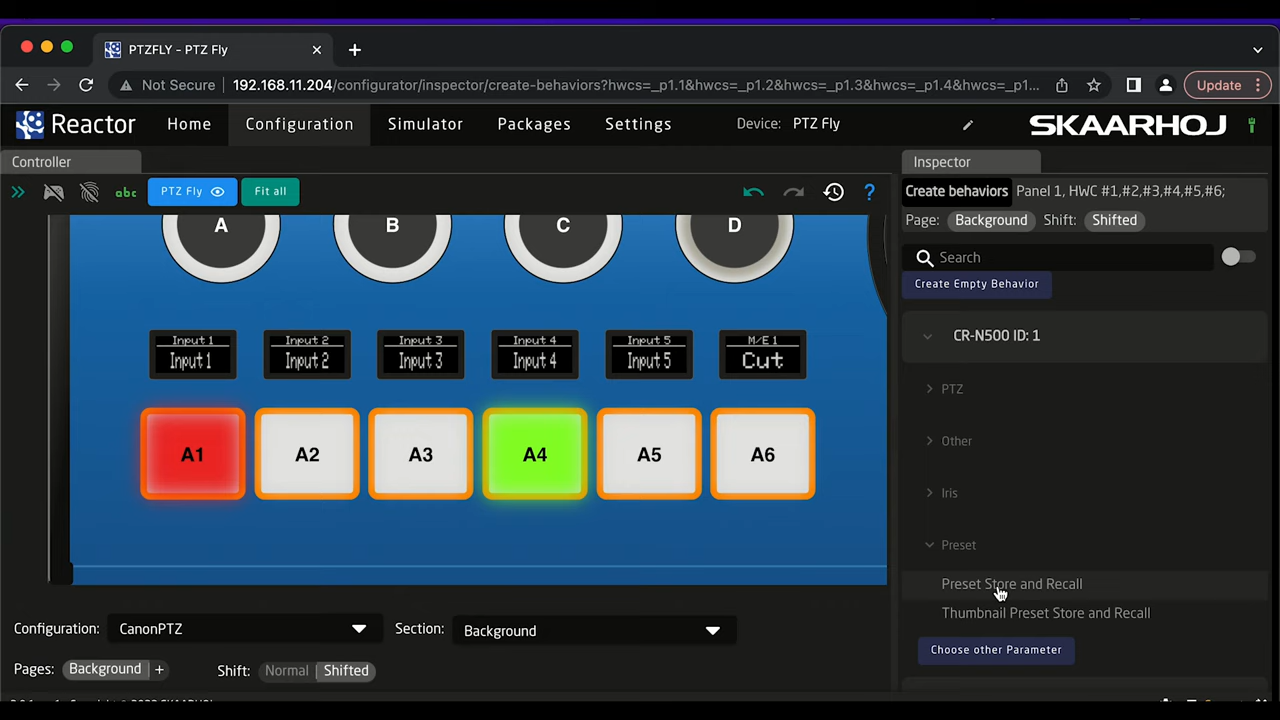 PTZFLY - PTZ Fly
Not Secure 192.168.11.204/configurator/inspector/create-behaviors?hwcs=_p1.1&hwcs=_p1.2&hwcs=_p1.3&hwcs=_p1.4&hwcs=_p1... Update
Reactor Home Configuration Simulator Packages Settings Device: PTZ Fly SKAARHOJ
Controller
Inspector
abc PTZ Fly Fit all ?
Create behaviors Panel 1, HWC #1,#2,#3,#4,#5,#6;
Page: Background Shift: Shifted
Search
Create Empty Behavior
CR-N500 ID: 1
PTZ
Other
Iris
Preset
Preset Store and Recall
Thumbnail Preset Store and Recall
Choose other Parameter
A B C D
Input 1 Input 2 Input 3 Input 4 Input 5 M/E 1
Input 1 Input 2 Input 3 Input 4 Input 5 Cut
A1 A2 A3 A4 A5 A6
Configuration: CanonPTZ Section: Background
Pages: Background + Shift: Normal Shifted